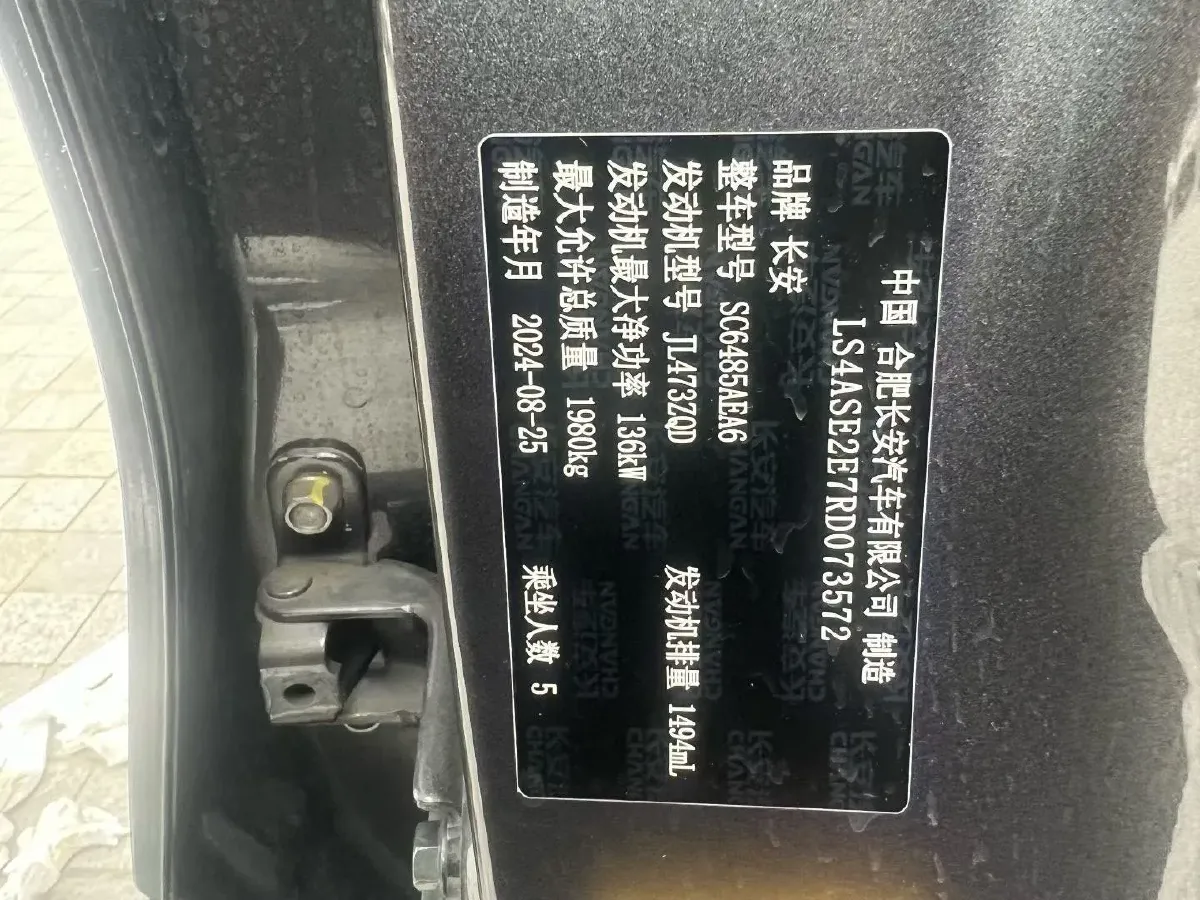 中国 合肥长安汽车有限公司 制造
LS4ASE2E7RD073572
品牌 长安
整车型号 SC6485AEA6
发动机型号 JL473ZQD 发动机排量 1494mL
发动机最大净功率 136kW
最大允许总质量 1980kg
制造年月 2024-08-25 乘坐人数 5